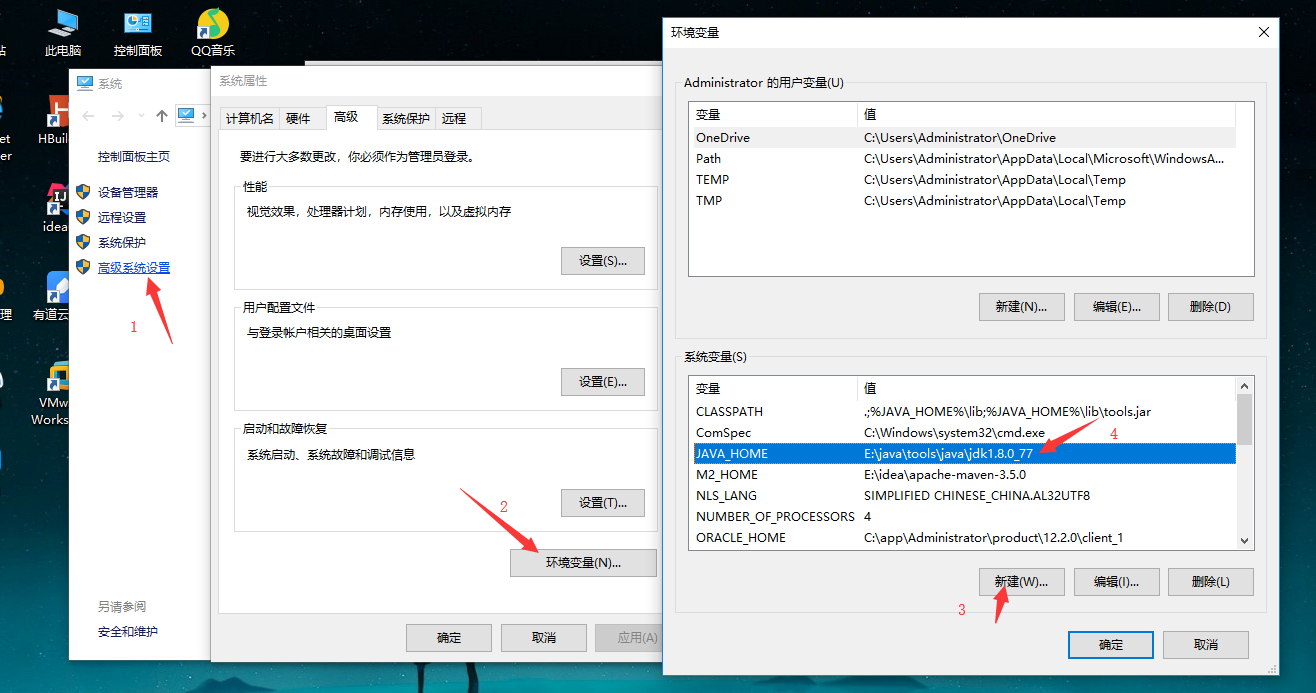 站
此电脑
控制面板
QQ音乐
et
er
HBuil
idea
理
有道云
VMw
Works
系统
控制面板主页
设备管理器
远程设置
系统保护
高级系统设置
1
另请参阅
安全和维护
系统属性
计算机名 硬件 高级 系统保护 远程
要进行大多数更改，你必须作为管理员登录。
性能
视觉效果，处理器计划，内存使用，以及虚拟内存
设置(S)...
用户配置文件
与登录帐户相关的桌面设置
设置(E)...
启动和故障恢复
系统启动、系统故障和调试信息
设置(T)...
2
环境变量(N)...
确定 取消 应用(A)
环境变量
Administrator 的用户变量(U)
变量 值
OneDrive C:\Users\Administrator\OneDrive
Path C:\Users\Administrator\AppData\Local\Microsoft\WindowsA...
TEMP C:\Users\Administrator\AppData\Local\Temp
TMP C:\Users\Administrator\AppData\Local\Temp
新建(N)... 编辑(E)... 删除(D)
系统变量(S)
变量 值
CLASSPATH .;%JAVA_HOME%\lib;%JAVA_HOME%\lib\tools.jar
ComSpec C:\Windows\system32\cmd.exe
4
JAVA_HOME E:\java\tools\java\jdk1.8.0_77
M2_HOME E:\idea\apache-maven-3.5.0
NLS_LANG SIMPLIFIED CHINESE_CHINA.AL32UTF8
NUMBER_OF_PROCESSORS 4
ORACLE_HOME C:\app\Administrator\product\12.2.0\client_1
新建(W)... 编辑(I)... 删除(L)
3
确定 取消